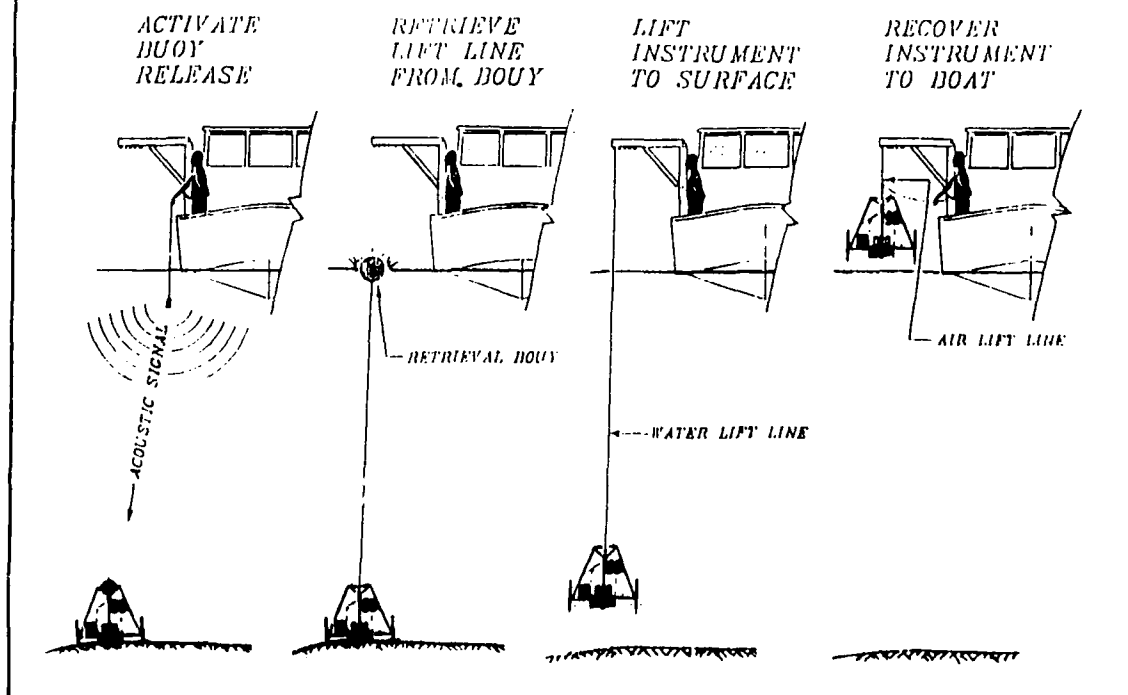 ACTIVATE
BUOY
RELEASE
RETRIEVE
LIFT LINE
FROM. BOUY
LIFT
INSTRUMENT
TO SURFACE
RECOVER
INSTRUMENT
TO BOAT
ACOUSTIC SIGNAL
RETRIEVAL BOUY
WATER LIFT LINE
AIR LIFT LINE